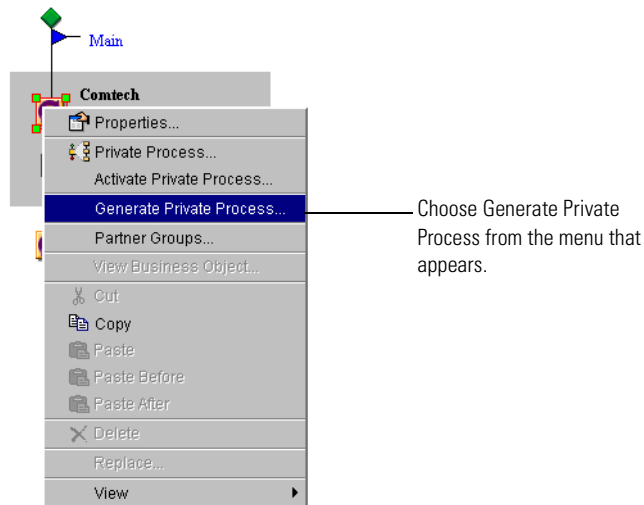 Main
Comtech
Properties...
Private Process...
Activate Private Process...
Generate Private Process...
Choose Generate Private
Process from the menu that
appears.
Partner Groups...
View Business Object...
Cut
Copy
Paste
Paste Before
Paste After
Delete
Replace...
View